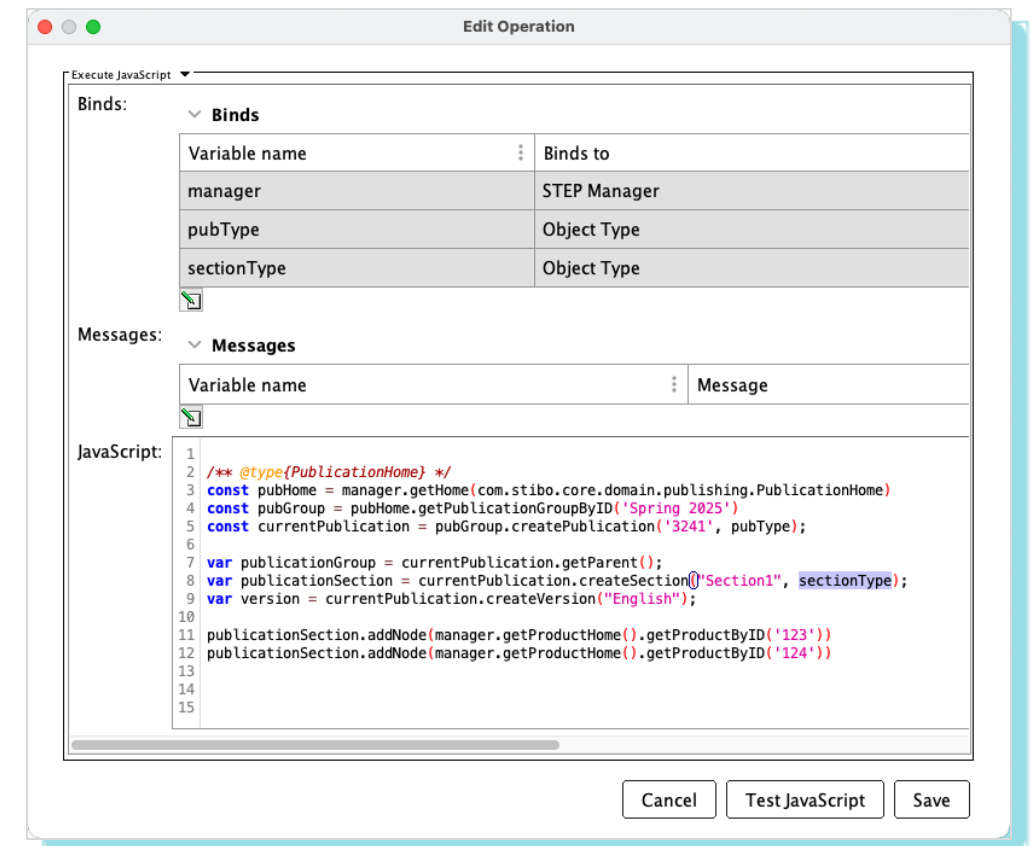 Edit Operation
Execute JavaScript
Binds:
Binds
Variable name Binds to
manager STEP Manager
pubType Object Type
sectionType Object Type
Messages:
Messages
Variable name Message
JavaScript:
1
2 /** @type{PublicationHome} */
3 const pubHome = manager.getHome(com.stibo.core.domain.publishing.PublicationHome)
4 const pubGroup = pubHome.getPublicationGroupByID('Spring 2025')
5 const currentPublication = pubGroup.createPublication('3241', pubType);
6
7 var publicationGroup = currentPublication.getParent();
8 var publicationSection = currentPublication.createSection("Section1", sectionType);
9 var version = currentPublication.createVersion("English");
10
11 publicationSection.addNode(manager.getProductHome().getProductByID('123'))
12 publicationSection.addNode(manager.getProductHome().getProductByID('124'))
13
14
15
Cancel Test JavaScript Save